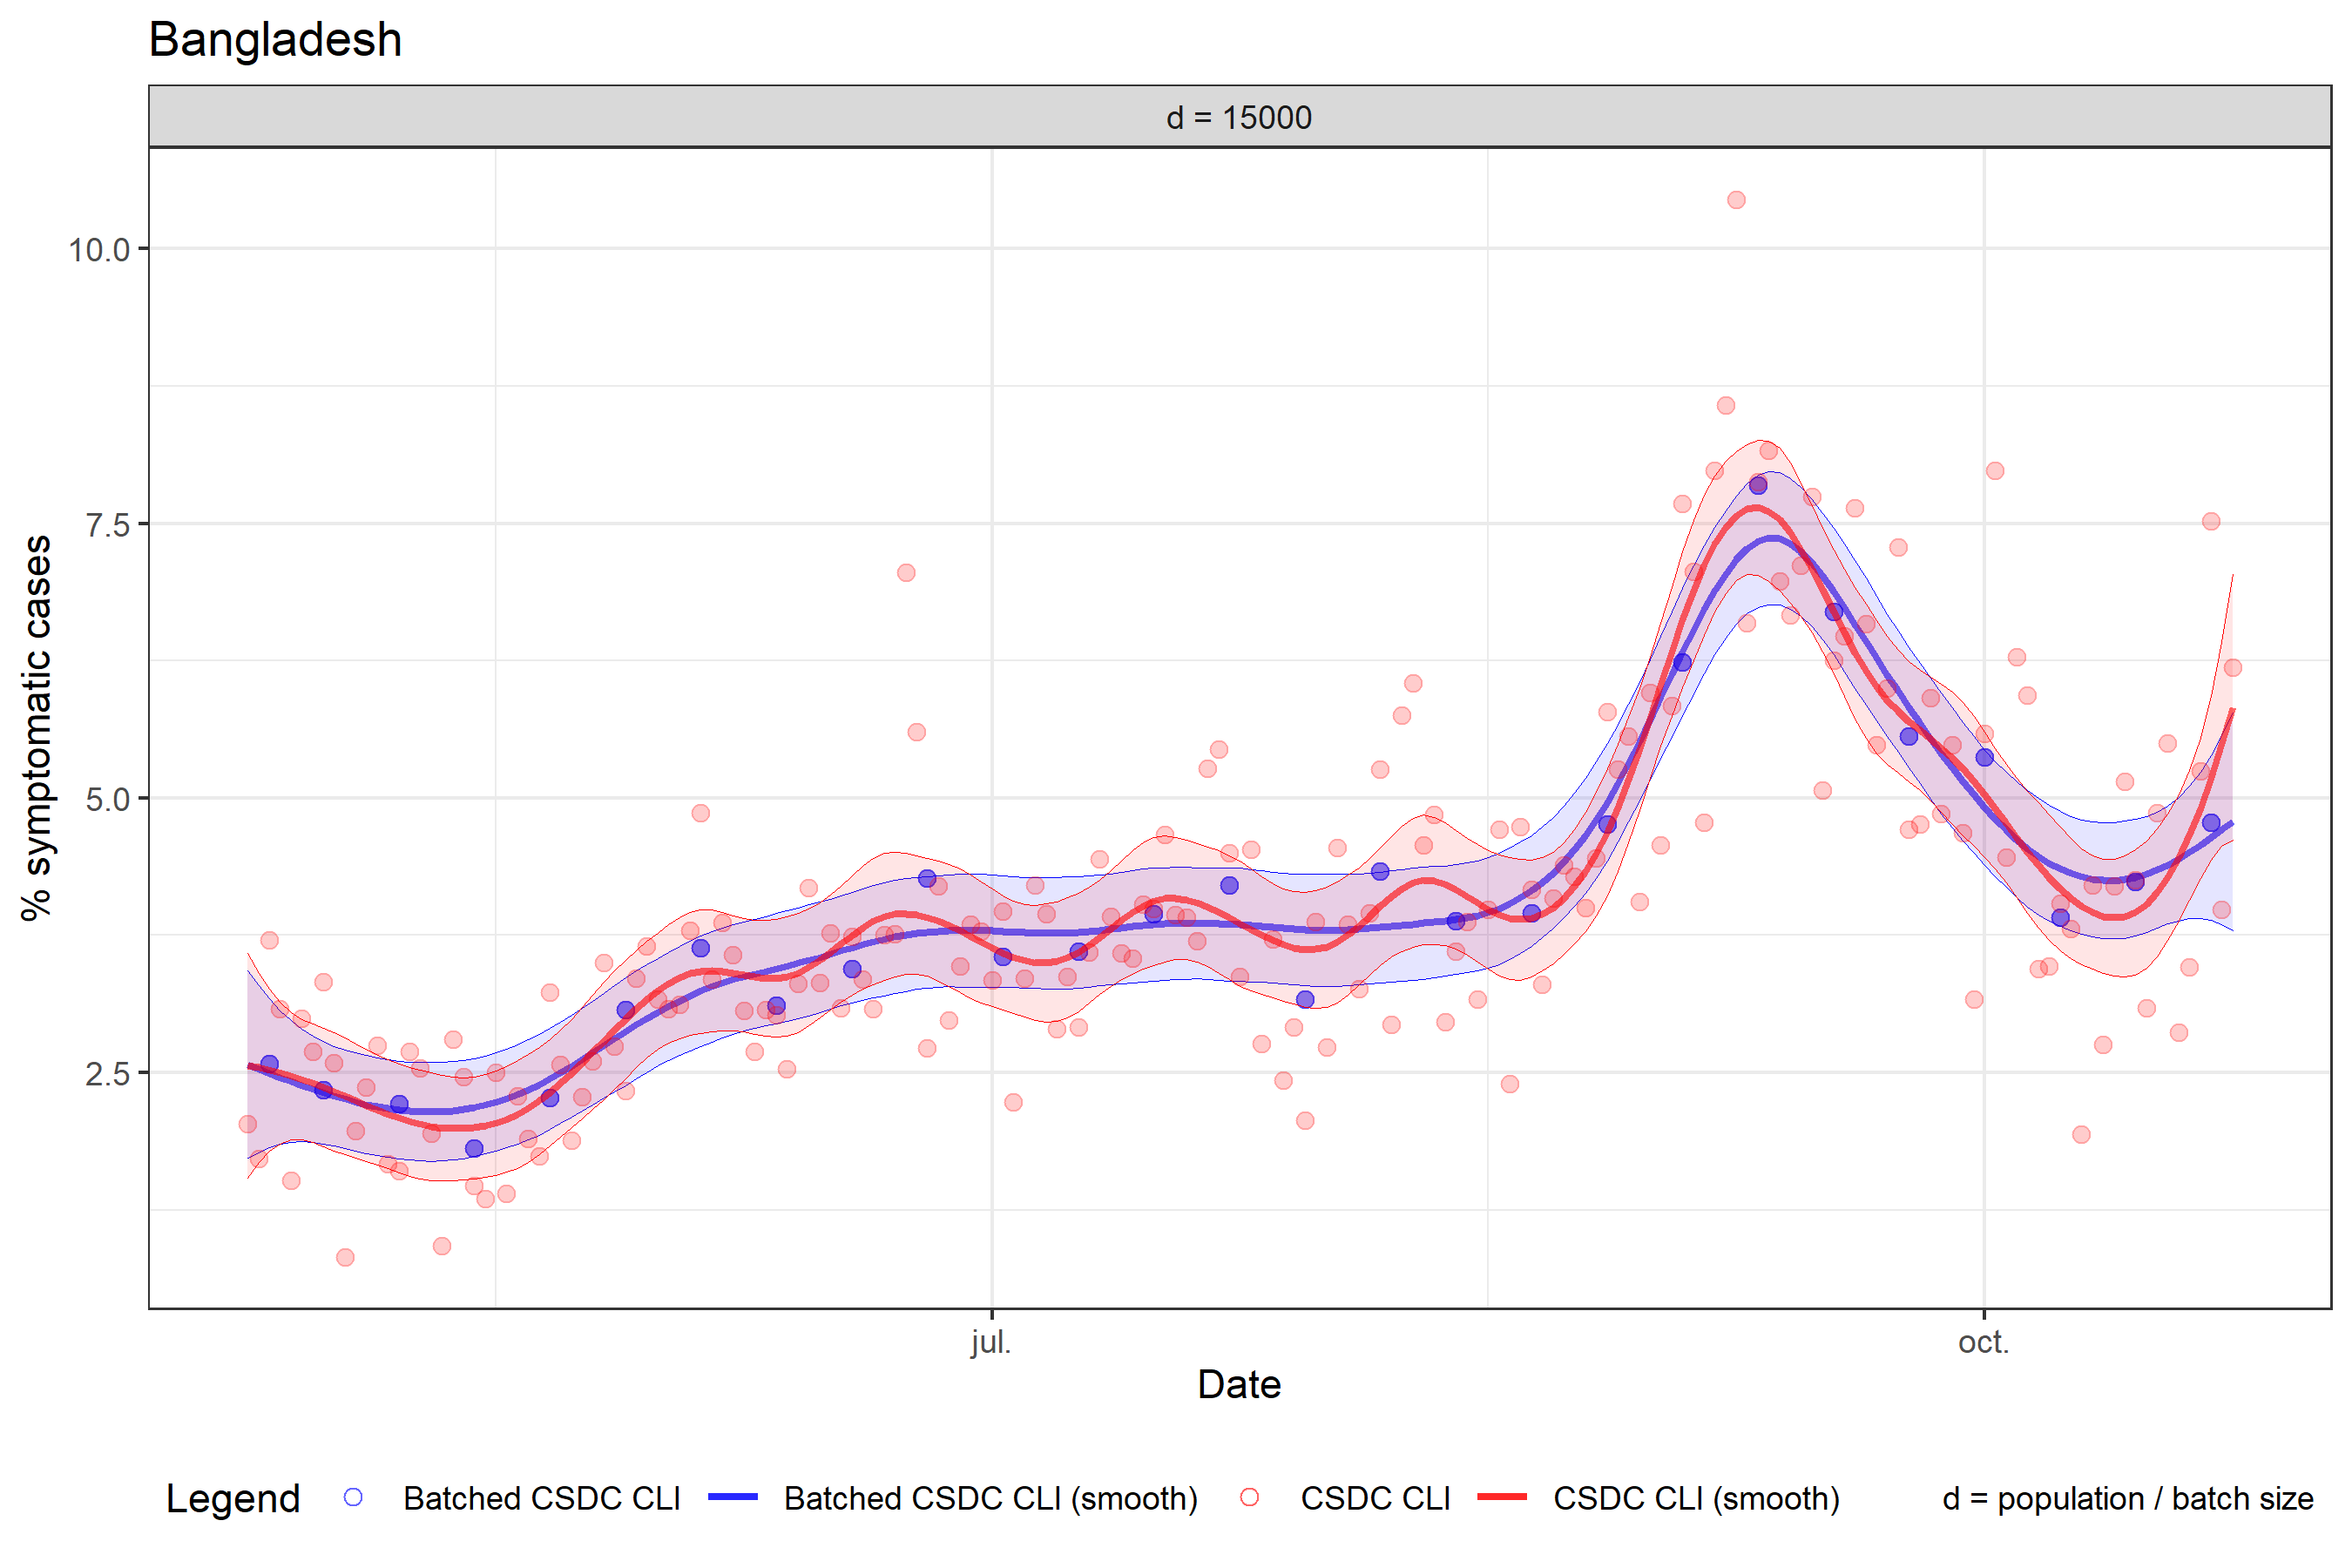 Bangladesh
d = 15000
% symptomatic cases
10.0
7.5
5.0
2.5
jul.
oct.
Date
Legend
Batched CSDC CLI
Batched CSDC CLI (smooth)
CSDC CLI
CSDC CLI (smooth)
d = population / batch size